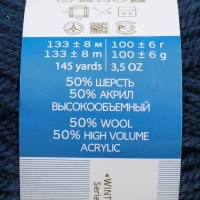 133 ± 8 м 100 ± 6 г
133 ± 8 m 100 ± 6 g
145 yards 3,5 OZ
50% ШЕРСТЬ
50% АКРИЛ
ВЫСОКООБЪЕМНЫЙ
50% WOOL
50% HIGH VOLUME
ACRYLIC